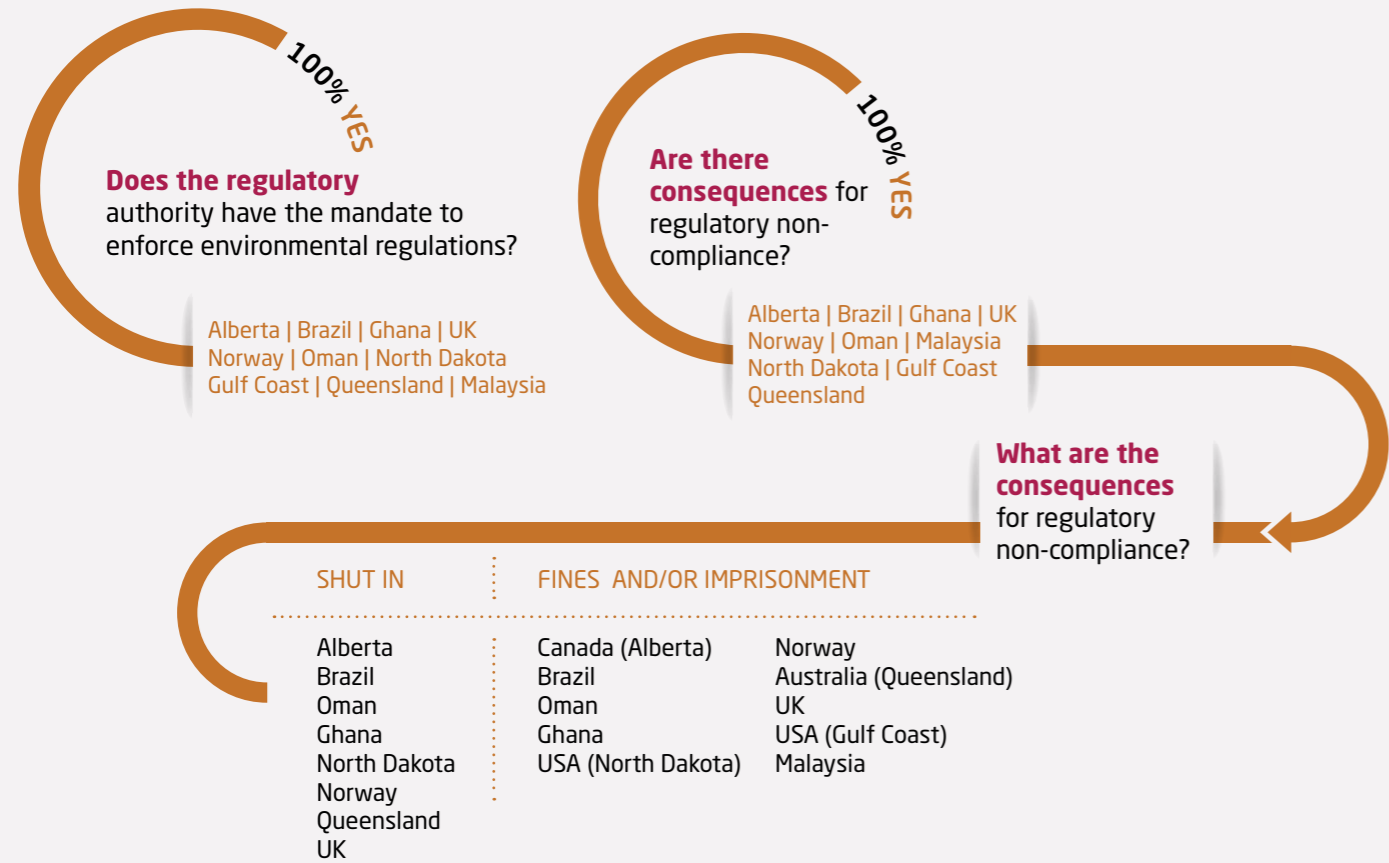 100% YES
Does the regulatory
authority have the mandate to
enforce environmental regulations?
Alberta | Brazil | Ghana | UK
Norway | Oman | North Dakota
Gulf Coast | Queensland | Malaysia
100% YES
Are there
consequences for
regulatory non-
compliance?
Alberta | Brazil | Ghana | UK
Norway | Oman | Malaysia
North Dakota | Gulf Coast
Queensland
What are the
consequences
for regulatory
non-compliance?
SHUT IN
Alberta
Brazil
Oman
Ghana
North Dakota
Norway
Queensland
UK
FINES AND/OR IMPRISONMENT
Canada (Alberta)
Brazil
Oman
Ghana
USA (North Dakota)
Norway
Australia (Queensland)
UK
USA (Gulf Coast)
Malaysia